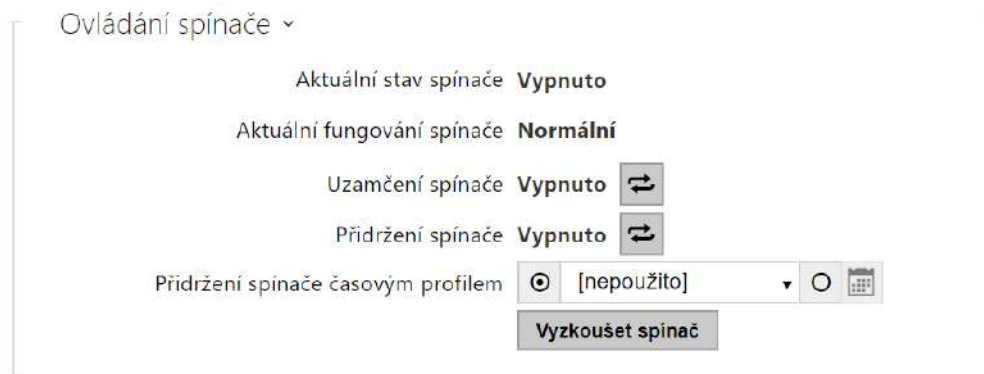 Ovládání spínače
Aktuální stav spínače Vypnuto
Aktuální fungování spínače Normální
Uzamčení spínače Vypnuto
Přidržení spínače Vypnuto
Přidržení spínače časovým profilem [nepoužito]
Vyzkoušet spínač